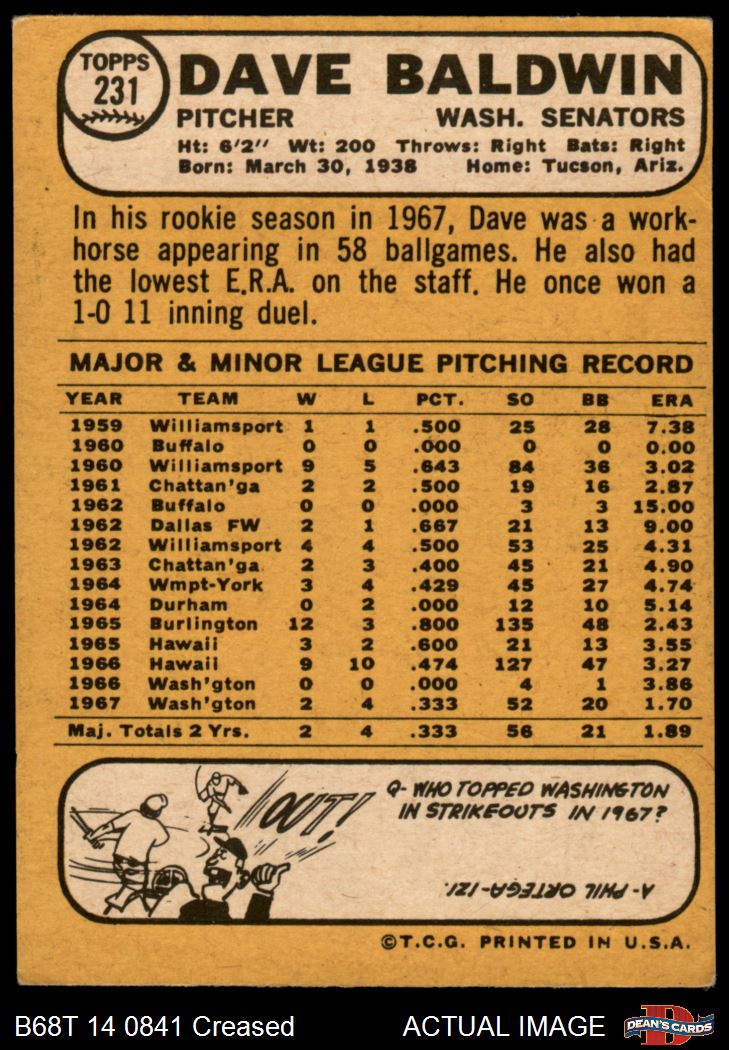 TOPPS
231
DAVE BALDWIN
PITCHER WASH. SENATORS
Ht: 6'2" Wt: 200 Throws: Right Bats: Right
Born: March 30, 1938 Home: Tucson, Ariz.
In his rookie season in 1967, Dave was a work-
horse appearing in 58 ballgames. He also had
the lowest E.R.A. on the staff. He once won a
1-0 11 inning duel.
MAJOR & MINOR LEAGUE PITCHING RECORD
YEAR TEAM W L PCT. SO BB ERA
1959 Williamsport 1 1 .500 25 28 7.38
1960 Buffalo 0 0 .000 0 0 0.00
1960 Williamsport 9 5 .643 84 36 3.02
1961 Chattan'ga 2 2 .500 19 16 2.87
1962 Buffalo 0 0 .000 3 3 15.00
1962 Dallas FW 2 1 .667 21 13 9.00
1962 Williamsport 4 4 .500 53 25 4.31
1963 Chattan'ga 2 3 .400 45 21 4.90
1964 Wmpt-York 3 4 .429 45 27 4.74
1964 Durham 0 2 .000 12 10 5.14
1965 Burlington 12 3 .800 135 48 2.43
1965 Hawaii 3 2 .600 21 13 3.55
1966 Hawaii 9 10 .474 127 47 3.27
1966 Wash'gton 0 0 .000 4 1 3.86
1967 Wash'gton 2 4 .333 52 20 1.70
Maj. Totals 2 Yrs. 2 4 .333 56 21 1.89
OUT!
Q- WHO TOPPED WASHINGTON
IN STRIKEOUTS IN 1967?
A- PHIL ORTEGA-121.
©T.C.G. PRINTED IN U.S.A.
B68T 14 0841 Creased ACTUAL IMAGE
D
DEAN'S CARDS